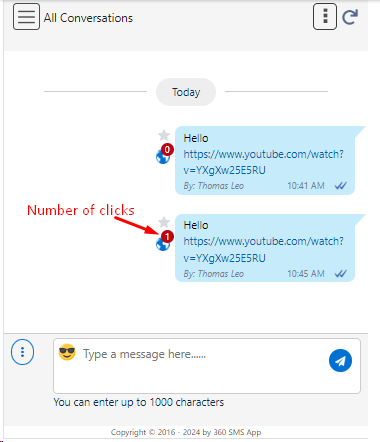 All Conversations
Today
0
Hello
https://www.youtube.com/watch?
v=YXgXw25E5RU
By: Thomas Leo 10:41 AM
Number of clicks
1
Hello
https://www.youtube.com/watch?
v=YXgXw25E5RU
By: Thomas Leo 10:45 AM
Type a message here......
You can enter up to 1000 characters
Copyright © 2016 - 2024 by 360 SMS App